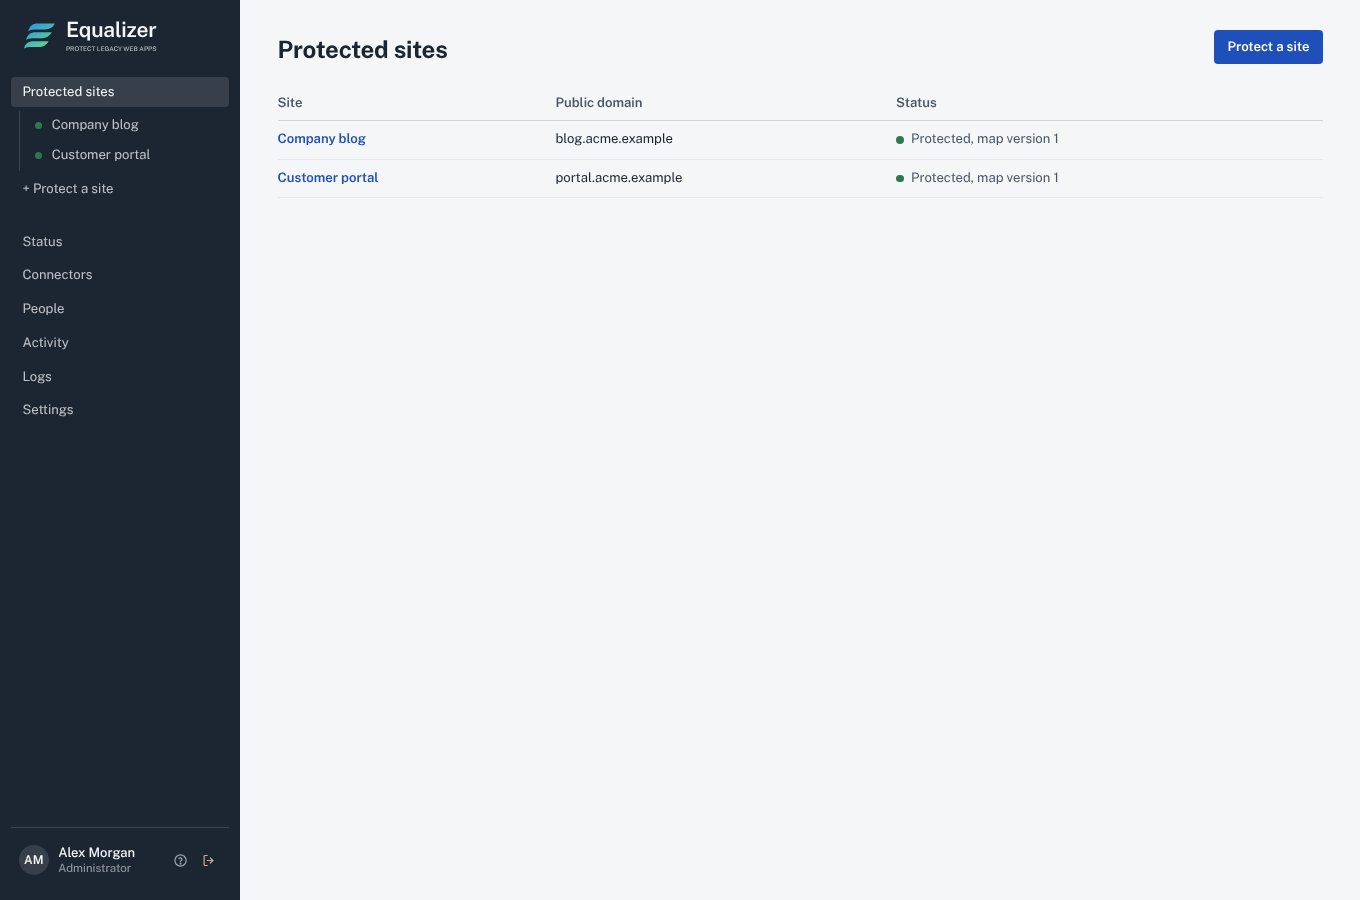 Equalizer
PROTECT LEGACY WEB APPS
Protected sites
Company blog
Customer portal
+ Protect a site
Status
Connectors
People
Activity
Logs
Settings
AM
Alex Morgan
Administrator
Protected sites
Protect a site
Site Public domain Status
Company blog blog.acme.example Protected, map version 1
Customer portal portal.acme.example Protected, map version 1